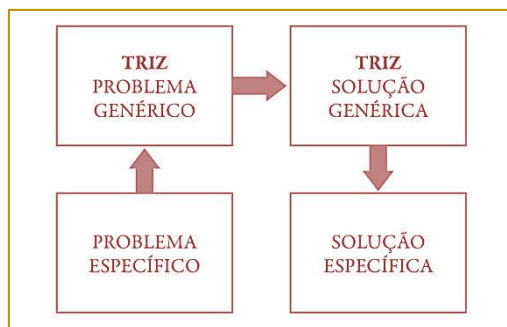 TRIZ
PROBLEMA
GENÉRICO
TRIZ
SOLUÇÃO
GENÉRICA
PROBLEMA
ESPECÍFICO
SOLUÇÃO
ESPECÍFICA